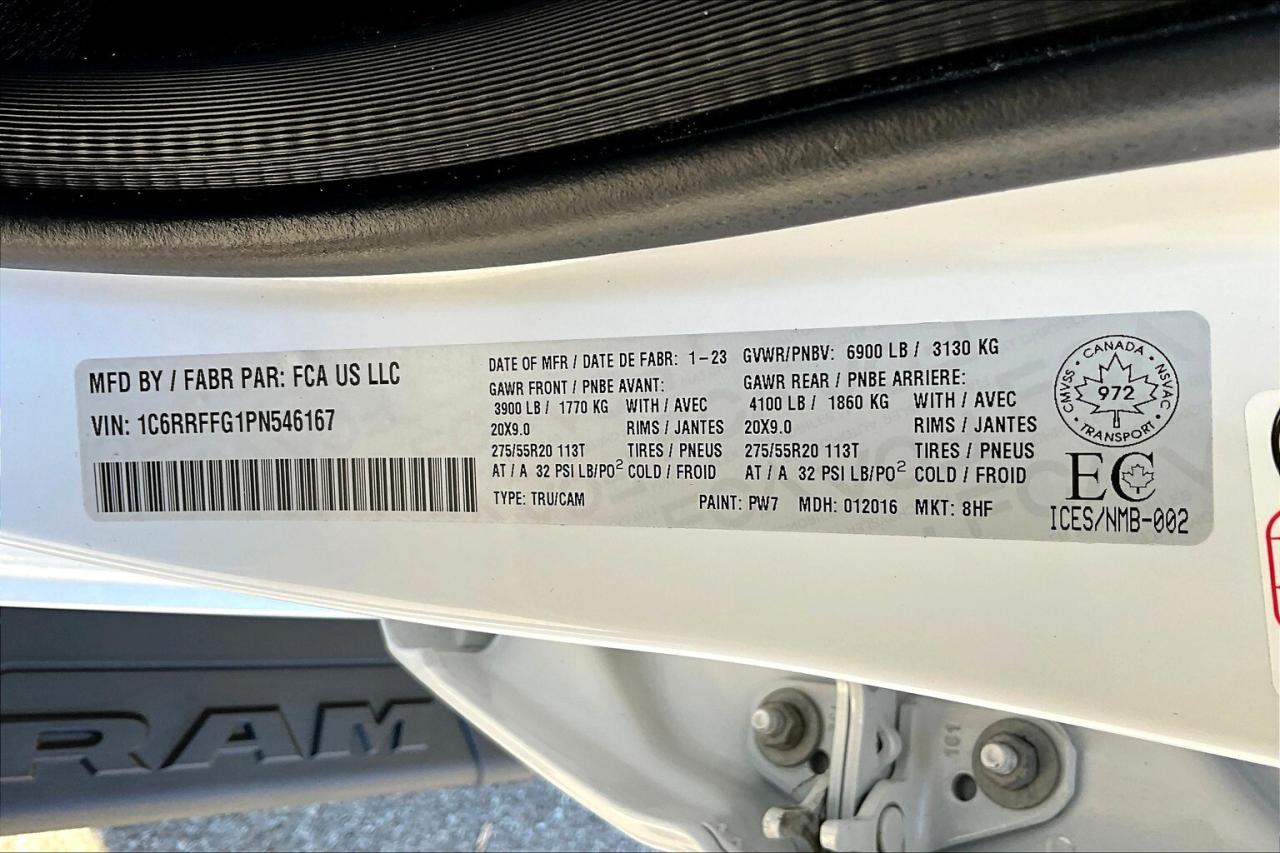 MFD BY / FABR PAR: FCA US LLC
VIN: 1C6RRFFG1PN546167
DATE OF MFR / DATE DE FABR: 1-23 GVWR/PNBV: 6900 LB / 3130 KG
GAWR FRONT / PNBE AVANT: GAWR REAR / PNBE ARRIERE:
3900 LB / 1770 KG WITH / AVEC 4100 LB / 1860 KG WITH / AVEC
20X9.0 RIMS / JANTES 20X9.0 RIMS / JANTES
275/55R20 113T TIRES / PNEUS 275/55R20 113T TIRES / PNEUS
AT / A 32 PSI LB/PO² COLD / FROID AT / A 32 PSI LB/PO² COLD / FROID
TYPE: TRU/CAM PAINT: PW7 MDH: 012016 MKT: 8HF
CANADA
CMVSS 972 NSVAC
TRANSPORT
EC
ICES/NMB-002
RAM
161